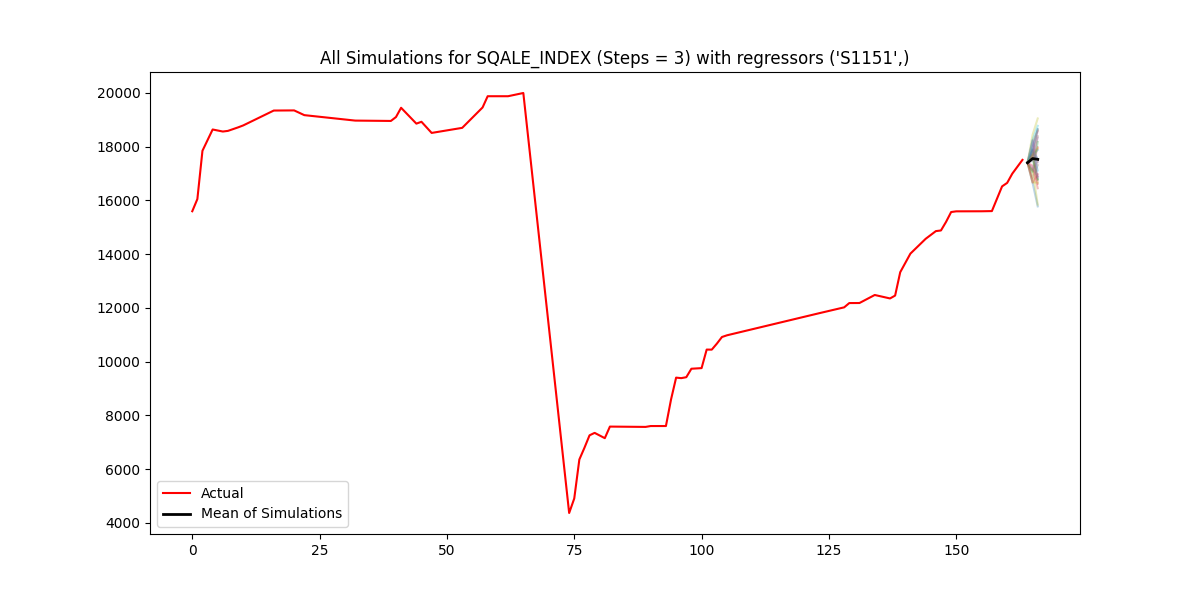 All Simulations for SQALE_INDEX (Steps = 3) with regressors ('S1151',)
20000
18000
16000
14000
12000
10000
8000
6000
4000
Actual
Mean of Simulations
0 25 50 75 100 125 150